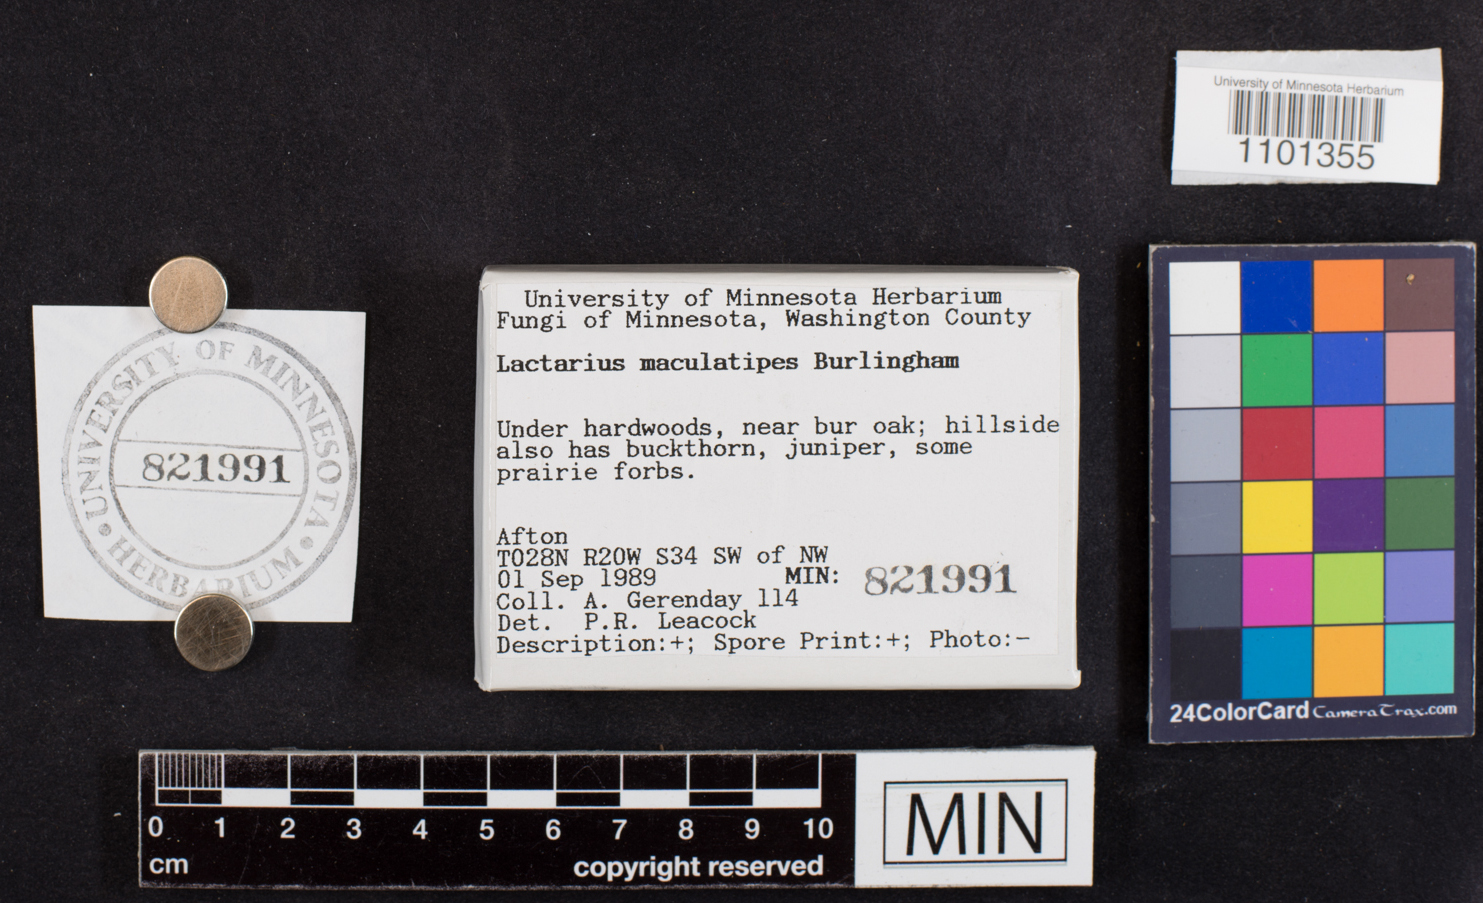 University of Minnesota Herbarium
1101355
UNIVERSITY OF MINNESOTA
• HERBARIUM •
821991
University of Minnesota Herbarium
Fungi of Minnesota, Washington County
Lactarius maculatipes Burlingham
Under hardwoods, near bur oak; hillside
also has buckthorn, juniper, some
prairie forbs.
Afton
T028N R20W S34 SW of NW
01 Sep 1989 MIN: 821991
Coll. A. Gerenday 114
Det. P.R. Leacock
Description:+; Spore Print:+; Photo:-
24ColorCard CameraTrax.com
0 1 2 3 4 5 6 7 8 9 10
cm copyright reserved
MIN